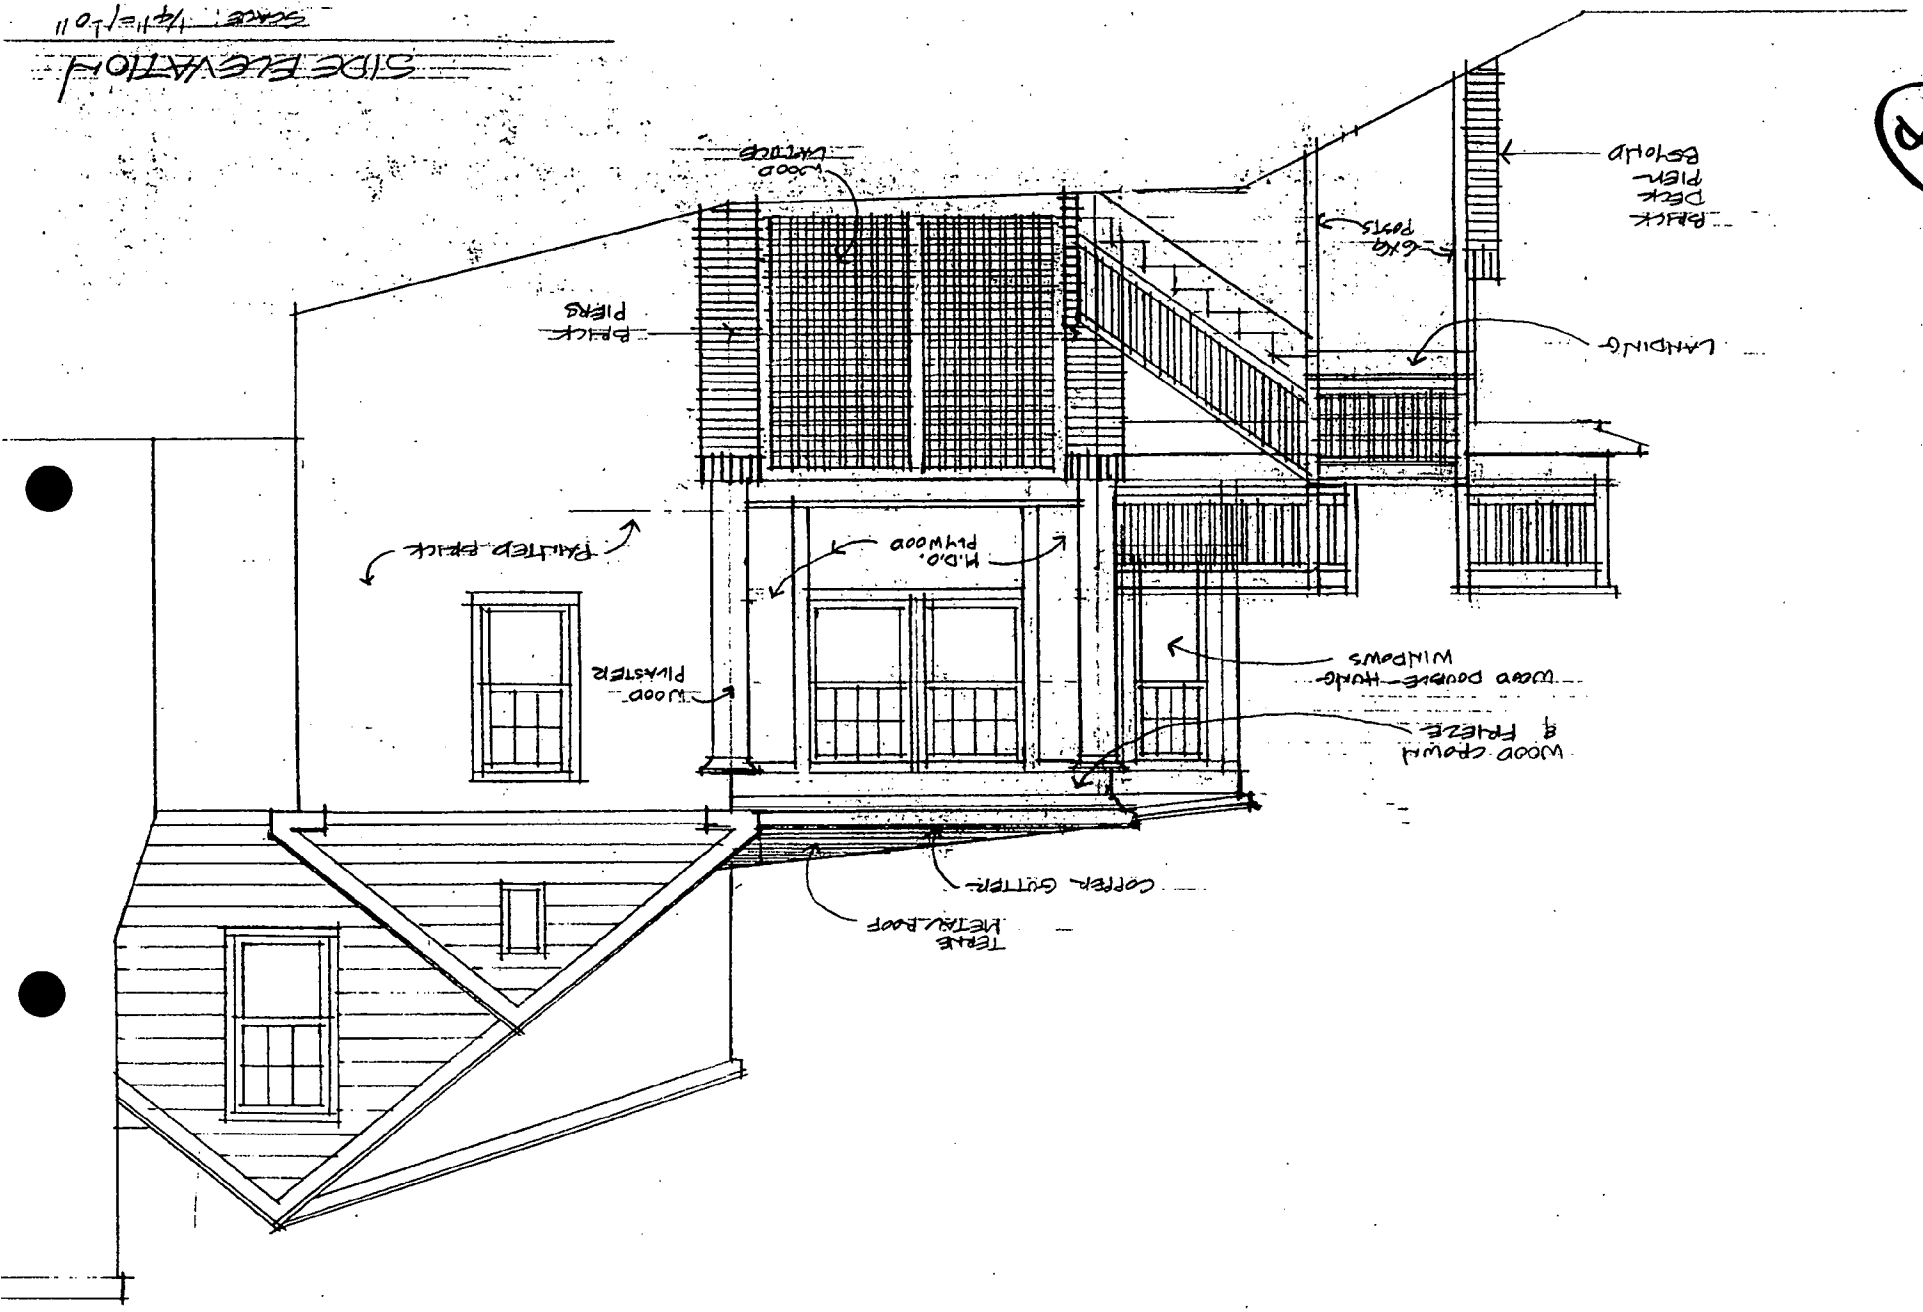 TERNE
METAL ROOF
COPPER GUTTER
WOOD CROWN
& FRIEZE
WOOD DOUBLE-HUNG
WINDOWS
WOOD
PILASTER
M.D.O.
PLYWOOD
PAINTED BRICK
LANDING
BRICK
PIERS
6X6
POSTS
BRICK
DECK
PIER
BEYOND
WOOD
LATTICE
SIDE ELEVATION
SCALE: 1/4"=1'-0"